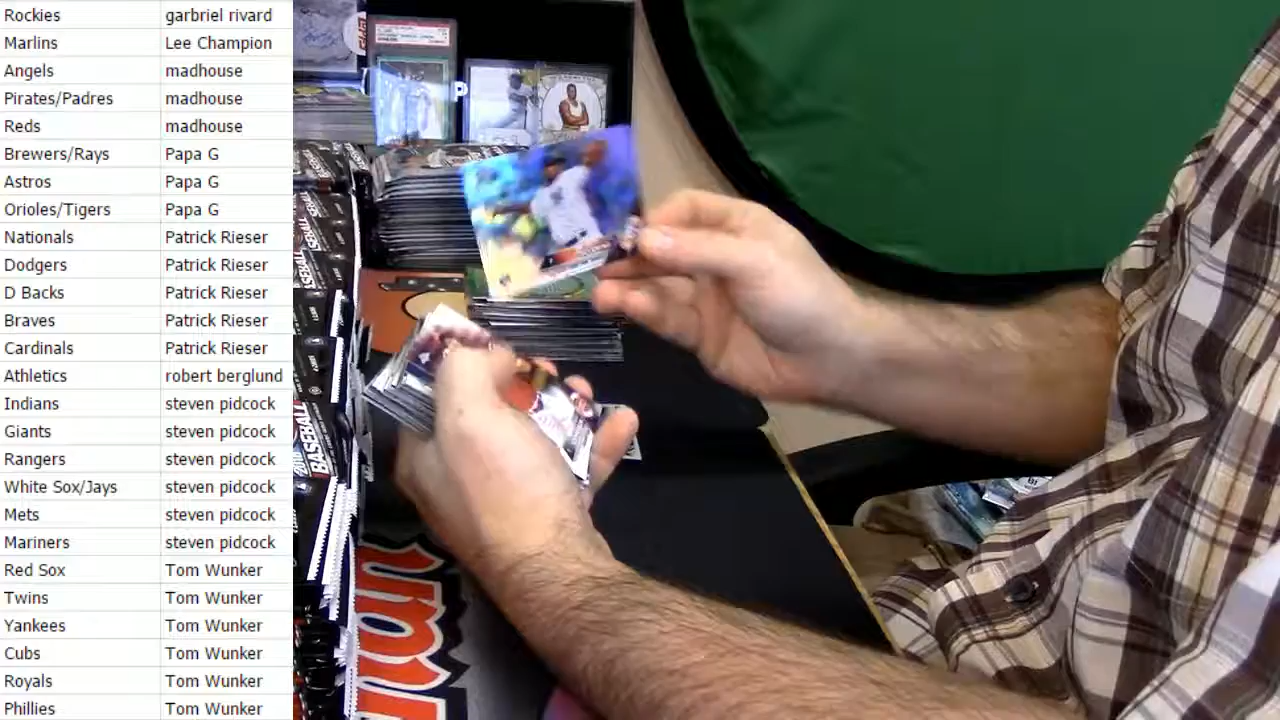 Rockies garbriel rivard
Marlins Lee Champion
Angels madhouse
Pirates/Padres madhouse
Reds madhouse
Brewers/Rays Papa G
Astros Papa G
Orioles/Tigers Papa G
Nationals Patrick Rieser
Dodgers Patrick Rieser
D Backs Patrick Rieser
Braves Patrick Rieser
Cardinals Patrick Rieser
Athletics robert berglund
Indians steven pidcock
Giants steven pidcock
Rangers steven pidcock
White Sox/Jays steven pidcock
Mets steven pidcock
Mariners steven pidcock
Red Sox Tom Wunker
Twins Tom Wunker
Yankees Tom Wunker
Cubs Tom Wunker
Royals Tom Wunker
Phillies Tom Wunker
P
BASEBALL